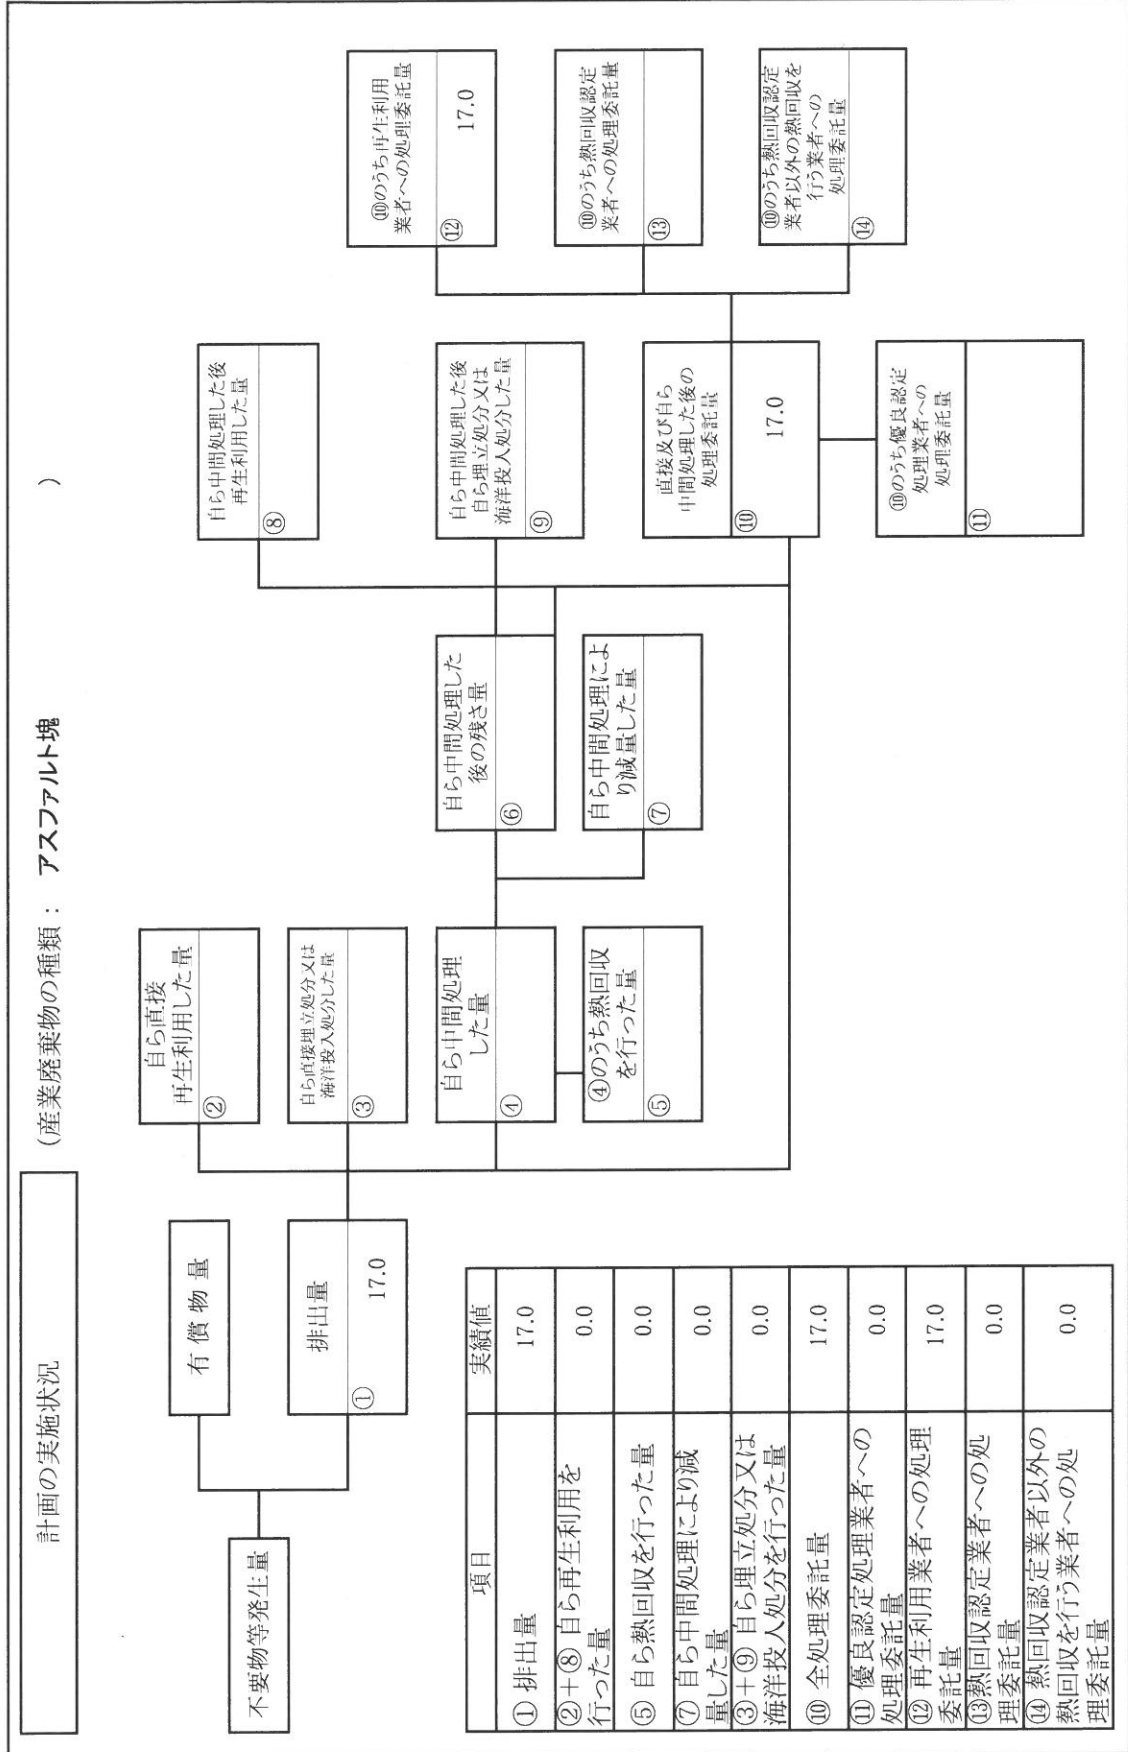 計画の実施状況
(産業廃棄物の種類： アスファルト塊 )
不要物等発生量
有償物量
排出量
① 17.0
自ら直接
再生利用した量
②
自ら直接埋立処分又は
海洋投入処分した量
③
自ら中間処理
した量
④
④のうち熱回収
を行った量
⑤
自ら中間処理した
後の残さ量
⑥
自ら中間処理によ
り減量した量
⑦
自ら中間処理した後
再生利用した量
⑧
自ら中間処理した後
自ら埋立処分又は
海洋投入処分した量
⑨
直接及び自ら
中間処理した後の
処理委託量
⑩ 17.0
⑩のうち優良認定
処理業者への
処理委託量
⑪
⑩のうち再生利用
業者への処理委託量
⑫ 17.0
⑩のうち熱回収認定
業者への処理委託量
⑬
⑩のうち熱回収認定
業者以外の熱回収を
行う業者への
処理委託量
⑭
項目 実績値
① 排出量 17.0
②＋⑧ 自ら再生利用を
行った量 0.0
⑤ 自ら熱回収を行った量 0.0
⑦ 自ら中間処理により減
量した量 0.0
③＋⑨ 自ら埋立処分又は
海洋投入処分を行った量 0.0
⑩ 全処理委託量 17.0
⑪ 優良認定処理業者への
処理委託量 0.0
⑫ 再生利用業者への処理
委託量 17.0
⑬熱回収認定業者への処
理委託量 0.0
⑭ 熱回収認定業者以外の
熱回収を行う業者への処
理委託量 0.0